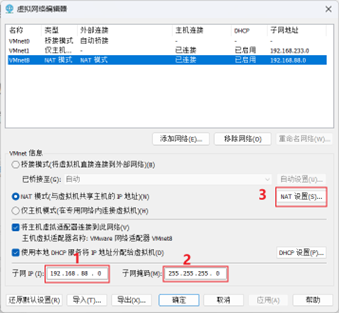 虚拟网络编辑器
名称 类型 外部连接 主机连接 DHCP 子网地址
VMnet0 桥接模式 自动桥接 - - -
VMnet1 仅主机... - 已连接 已启用 192.168.233.0
VMnet8 NAT 模式 NAT 模式 已连接 已启用 192.168.88.0
添加网络(E)... 移除网络(O) 重命名网络(W)...
VMnet 信息
桥接模式(将虚拟机直接连接到外部网络)(B)
已桥接至(G): 自动 自动设置(U)...
NAT 模式(与虚拟机共享主机的 IP 地址)(N) NAT 设置(S)...
3
仅主机模式(在专用网络内连接虚拟机)(H)
将主机虚拟适配器连接到此网络(V)
主机虚拟适配器名称: VMware 网络适配器 VMnet8
使用本地 DHCP 服务将 IP 地址分配给虚拟机(D) DHCP 设置(P)...
1 2
子网 IP (I): 192.168. 88 . 0 子网掩码(M): 255.255.255. 0
还原默认设置(R) 导入(T)... 导出(X)... 确定 取消 应用(A) 帮助